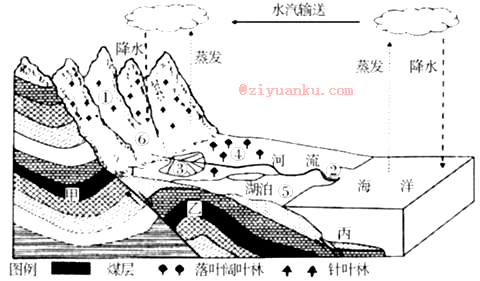 水汽输送
降水
蒸发
蒸发
降水
@ziyuanku.com
①
⑥
④
河 流
②
③
湖泊⑤
海 洋
甲
乙
内
图例 煤层 落叶阔叶林 针叶林